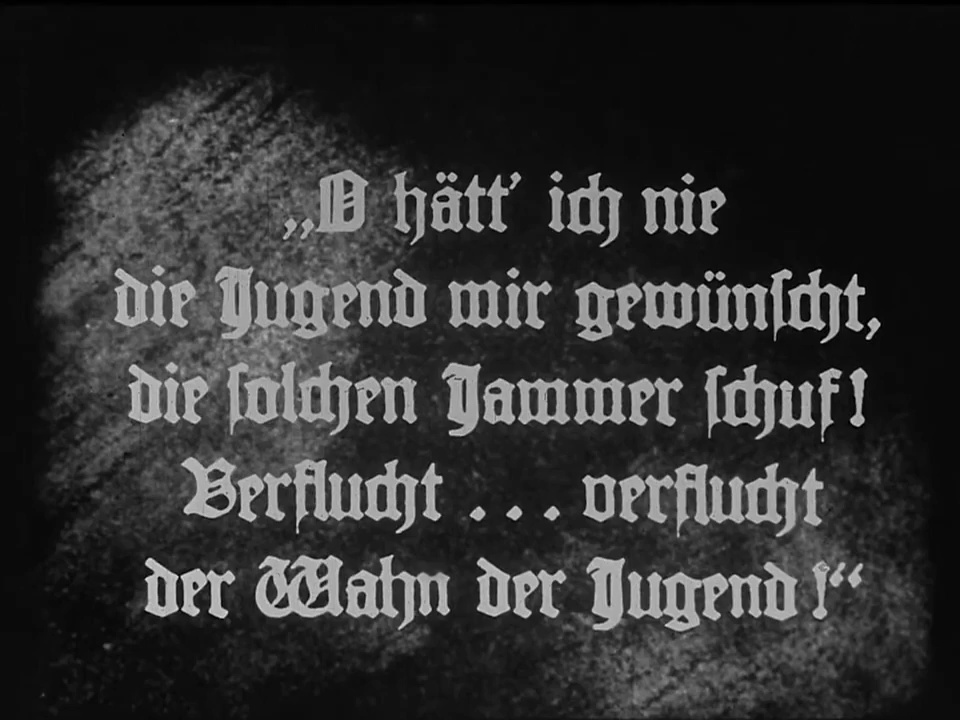 „O hätt' ich nie
die Jugend mir gewünscht,
die solchen Jammer schuf!
Verflucht . . . verflucht
der Wahn der Jugend!“